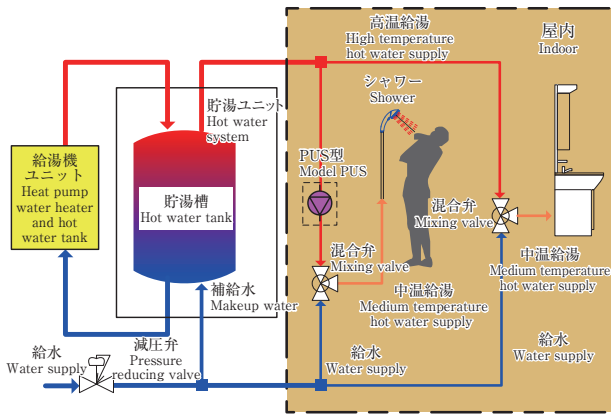 高温給湯
High temperature
hot water supply
屋内
Indoor
シャワー
Shower
貯湯ユニット
Hot water
system
PUS型
Model PUS
給湯機
ユニット
Heat pump
water heater
and hot
water tank
貯湯槽
Hot water tank
混合弁
Mixing valve
混合弁
Mixing valve
中温給湯
Medium temperature
hot water supply
補給水
Makeup water
中温給湯
Medium temperature
hot water supply
給水
Water supply
減圧弁
Pressure
reducing valve
給水
Water supply
給水
Water supply